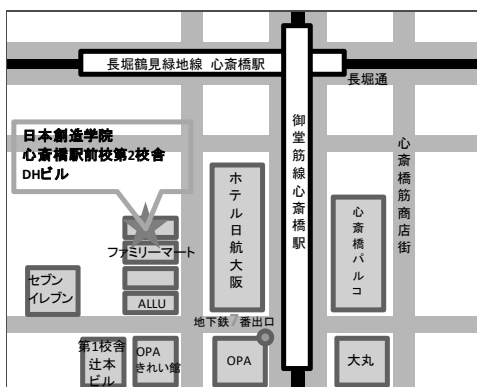 長堀鶴見緑地線 心斎橋駅
長堀通
日本創造学院
心斎橋駅前校第2校舎
DHビル
御堂筋線心斎橋駅
心斎橋筋商店街
ホテル日航大阪
心斎橋パルコ
ファミリーマート
セブン
イレブン
ALLU
地下鉄7番出口
第1校舎
辻本
ビル
OPA
きれい館
OPA
大丸